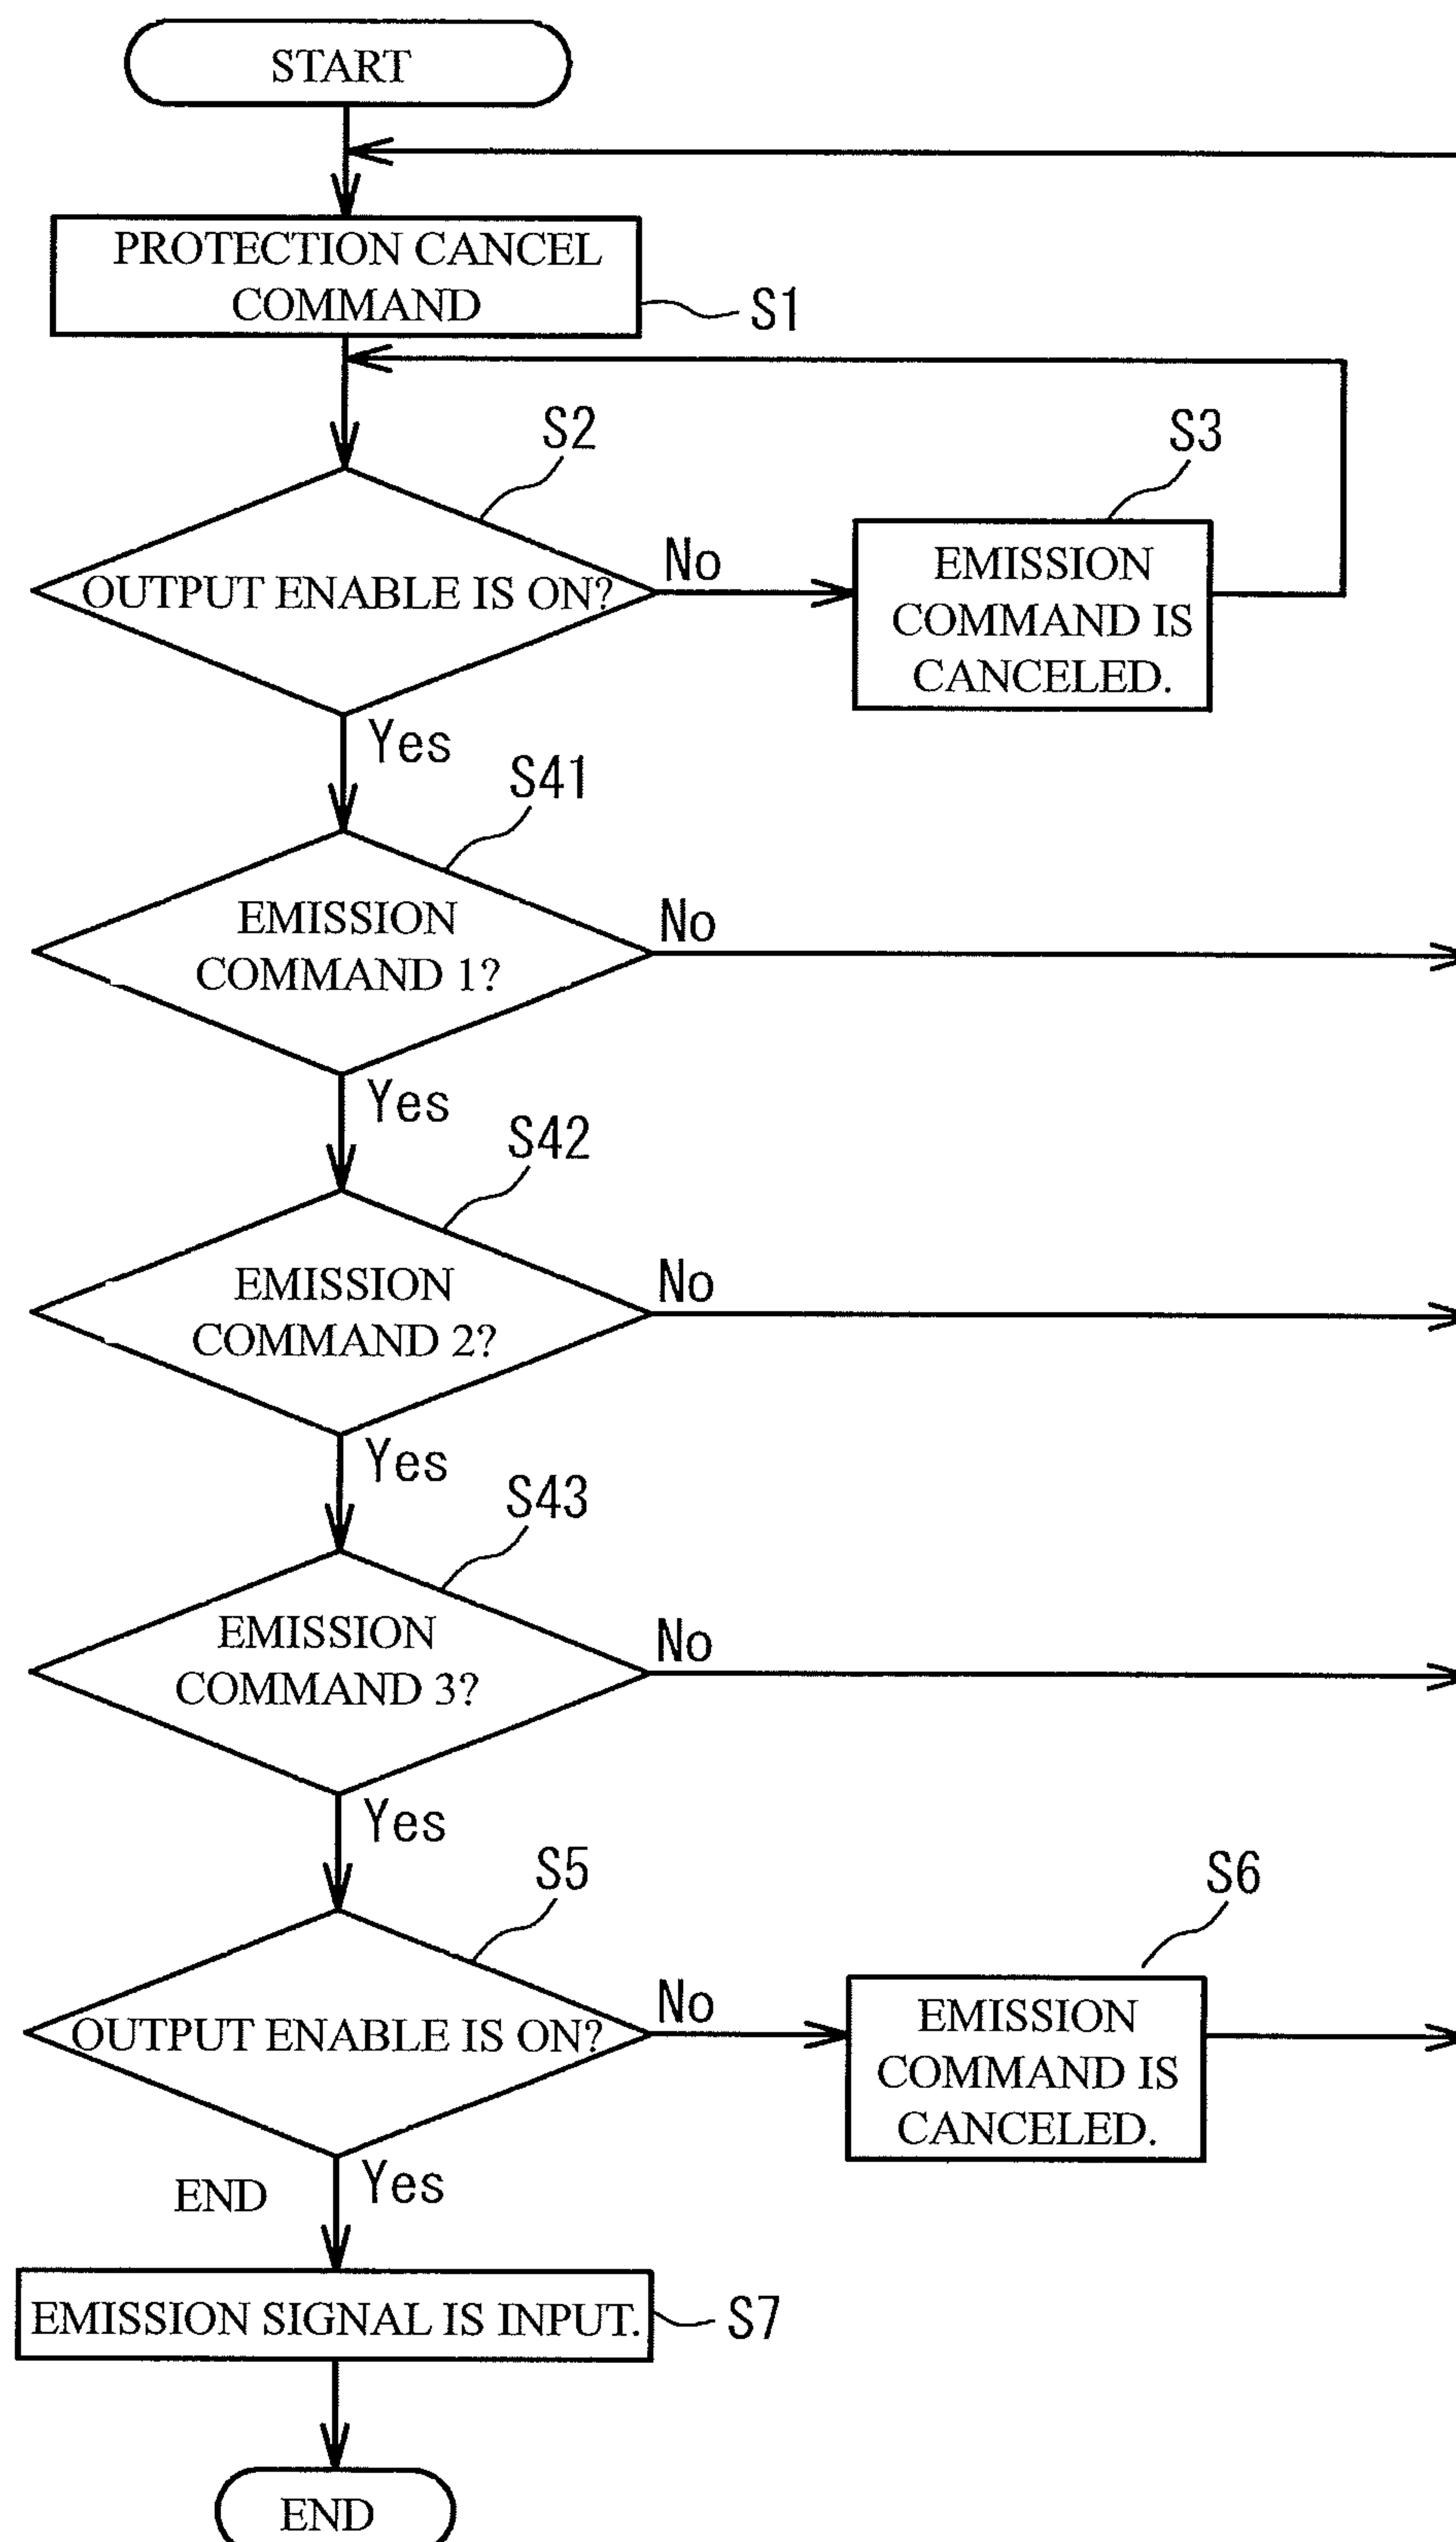 START
PROTECTION CANCEL
COMMAND
S1
S2
S3
OUTPUT ENABLE IS ON?
No
EMISSION
COMMAND IS
CANCELED.
Yes
S41
EMISSION
COMMAND 1?
No
Yes
S42
EMISSION
COMMAND 2?
No
Yes
S43
EMISSION
COMMAND 3?
No
Yes
S5
S6
OUTPUT ENABLE IS ON?
No
EMISSION
COMMAND IS
CANCELED.
END
Yes
EMISSION SIGNAL IS INPUT.
S7
END